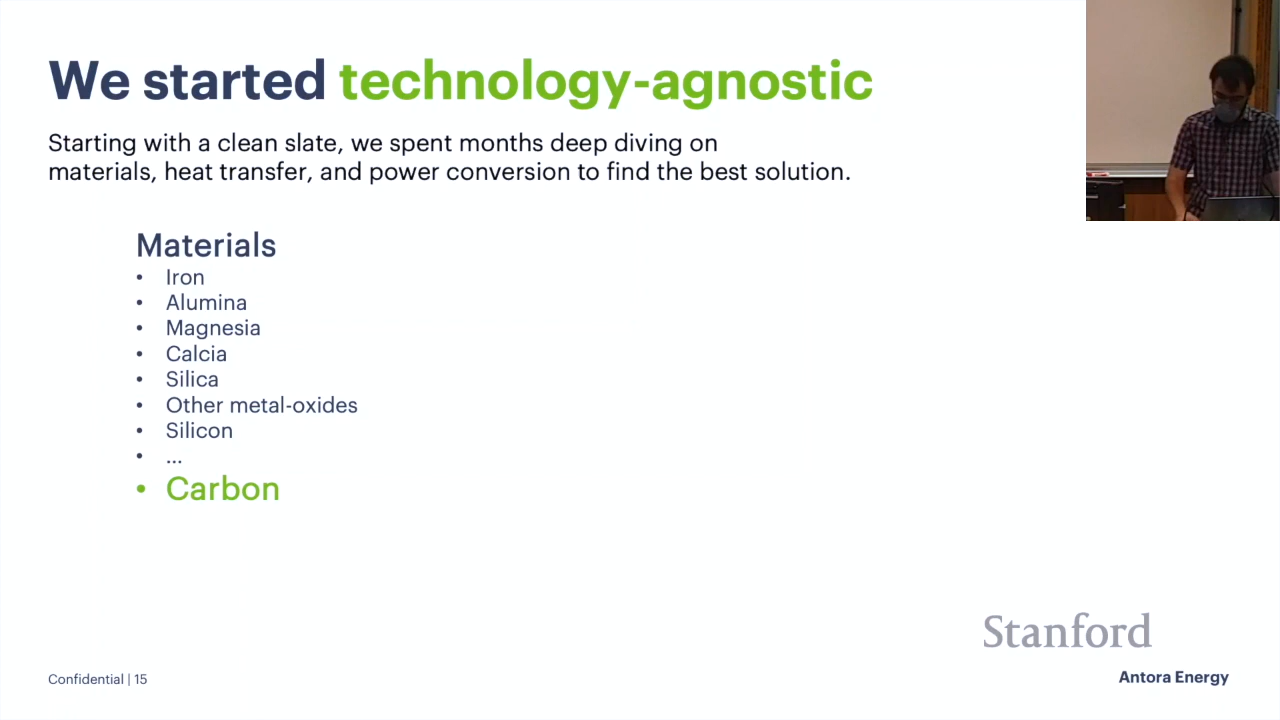 We started technology-agnostic
Starting with a clean slate, we spent months deep diving on
materials, heat transfer, and power conversion to find the best solution.
Materials
• Iron
• Alumina
• Magnesia
• Calcia
• Silica
• Other metal-oxides
• Silicon
• ...
• Carbon
Stanford
Confidential | 15
Antora Energy